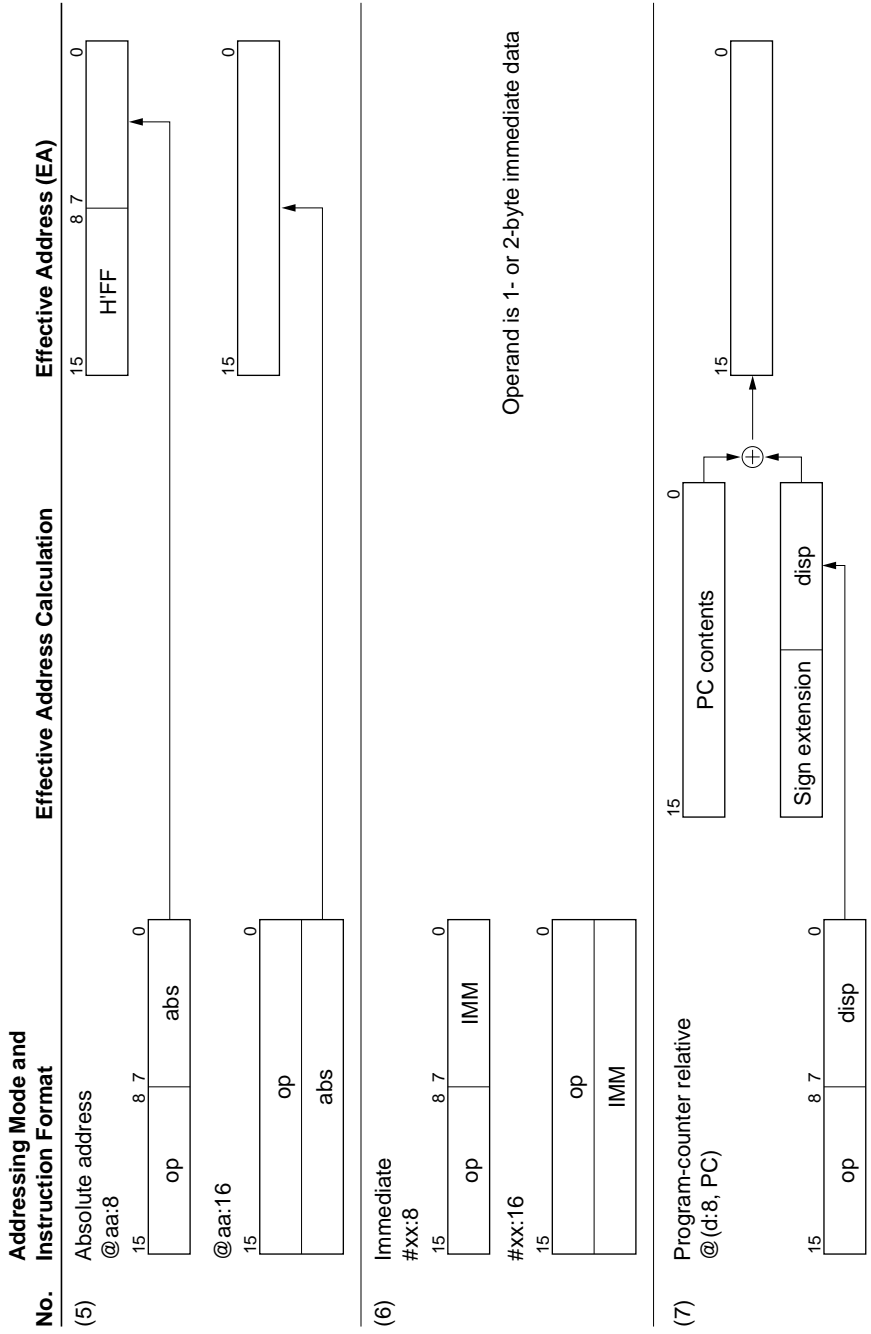 Addressing Mode and
No. Instruction Format Effective Address Calculation Effective Address (EA)
(5) Absolute address
@aa:8
15 8 7 0
op abs
15 8 7 0
H'FF
@aa:16
15 0
op
abs
15 0
(6) Immediate
#xx:8
15 8 7 0
op IMM
#xx:16
15 0
op
IMM
Operand is 1- or 2-byte immediate data
(7) Program-counter relative
@(d:8, PC)
15 0
PC contents
15 0
Sign extension disp
15 8 7 0
op disp